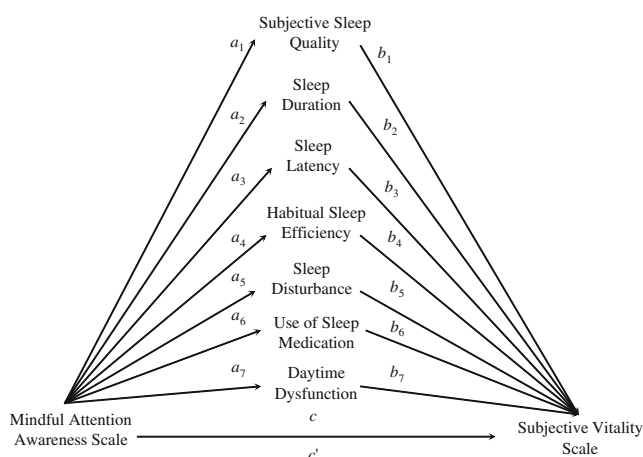 Subjective Sleep
Quality
a1
b1
Sleep
Duration
a2
b2
Sleep
Latency
a3
b3
Habitual Sleep
Efficiency
a4
b4
Sleep
Disturbance
a5
b5
Use of Sleep
Medication
a6
b6
Daytime
Dysfunction
a7
b7
Mindful Attention
Awareness Scale
c
c'
Subjective Vitality
Scale